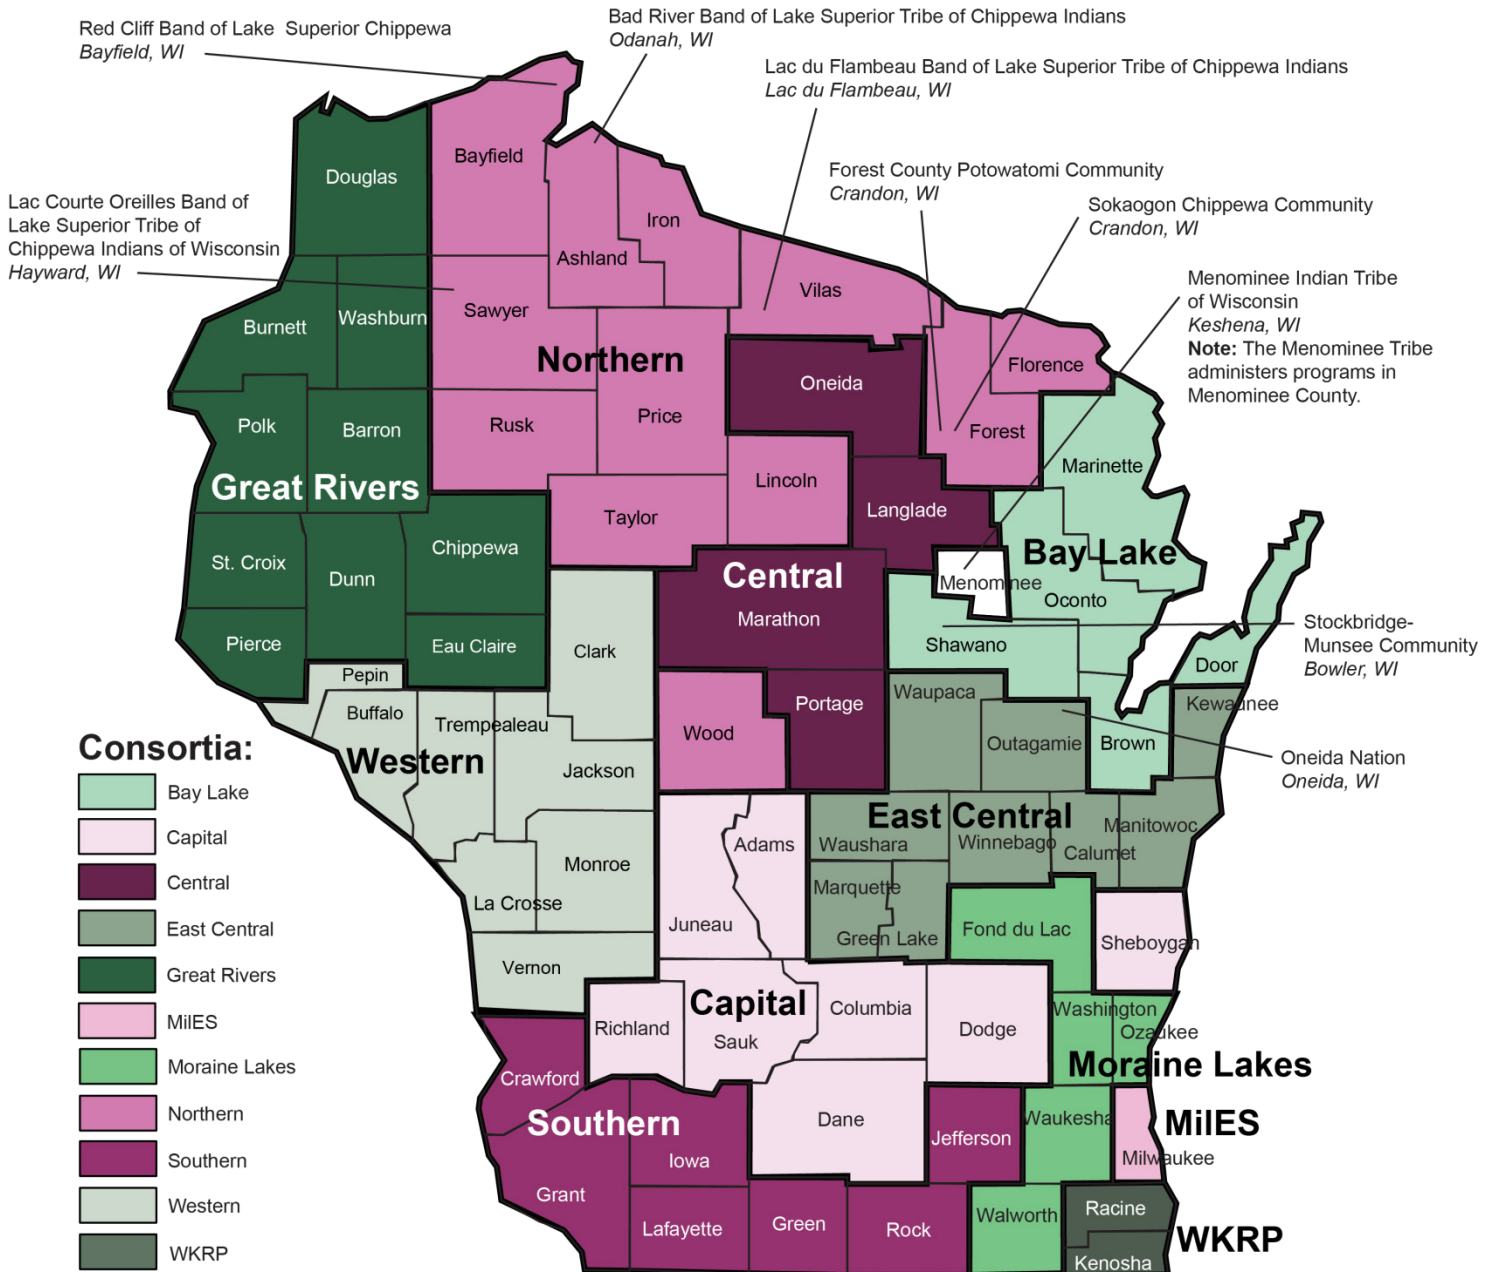 Red Cliff Band of Lake  Superior Chippewa
Bayfield, WI
Bad River Band of Lake Superior Tribe of Chippewa Indians
Odanah, WI
Lac du Flambeau Band of Lake Superior Tribe of Chippewa Indians
Lac du Flambeau, WI
Forest County Potowatomi Community
Crandon, WI
Sokaogon Chippewa Community
Crandon, WI
Lac Courte Oreilles Band of
Lake Superior Tribe of
Chippewa Indians of Wisconsin
Hayward, WI
Menominee Indian Tribe
of Wisconsin
Keshena, WI
Note: The Menominee Tribe
administers programs in
Menominee County.
Douglas
Bayfield
Iron
Ashland
Vilas
Burnett
Washburn
Sawyer
Northern
Florence
Oneida
Polk
Barron
Rusk
Price
Forest
Great Rivers
Marinette
Lincoln
Langlade
Taylor
Chippewa
St. Croix
Dunn
Central
Bay Lake
Menominee
Oconto
Marathon
Pierce
Eau Claire
Clark
Shawano
Stockbridge-
Munsee Community
Bowler, WI
Door
Pepin
Buffalo
Trempealeau
Waupaca
Portage
Kewaunee
Wood
Outagamie
Brown
Oneida Nation
Oneida, WI
Western
Jackson
East Central
Adams
Waushara
Winnebago
Manitowoc
Calumet
Monroe
Marquette
La Crosse
Juneau
Green Lake
Fond du Lac
Sheboygan
Vernon
Capital
Richland
Sauk
Columbia
Dodge
Washington
Ozaukee
Moraine Lakes
Crawford
Southern
Dane
Jefferson
Waukesha
MilES
Milwaukee
Iowa
Grant
Lafayette
Green
Rock
Walworth
Racine
WKRP
Kenosha
Consortia:
Bay Lake
Capital
Central
East Central
Great Rivers
MilES
Moraine Lakes
Northern
Southern
Western
WKRP